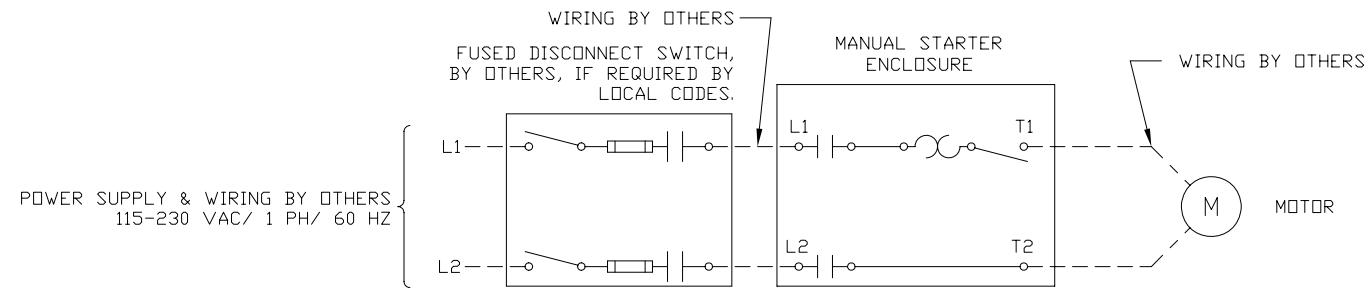 WIRING BY OTHERS
FUSED DISCONNECT SWITCH,
BY OTHERS, IF REQUIRED BY
LOCAL CODES.
MANUAL STARTER
ENCLOSURE
WIRING BY OTHERS
L1
L1
T1
POWER SUPPLY & WIRING BY OTHERS
115-230 VAC/ 1 PH/ 60 HZ
M
MOTOR
L2
L2
T2